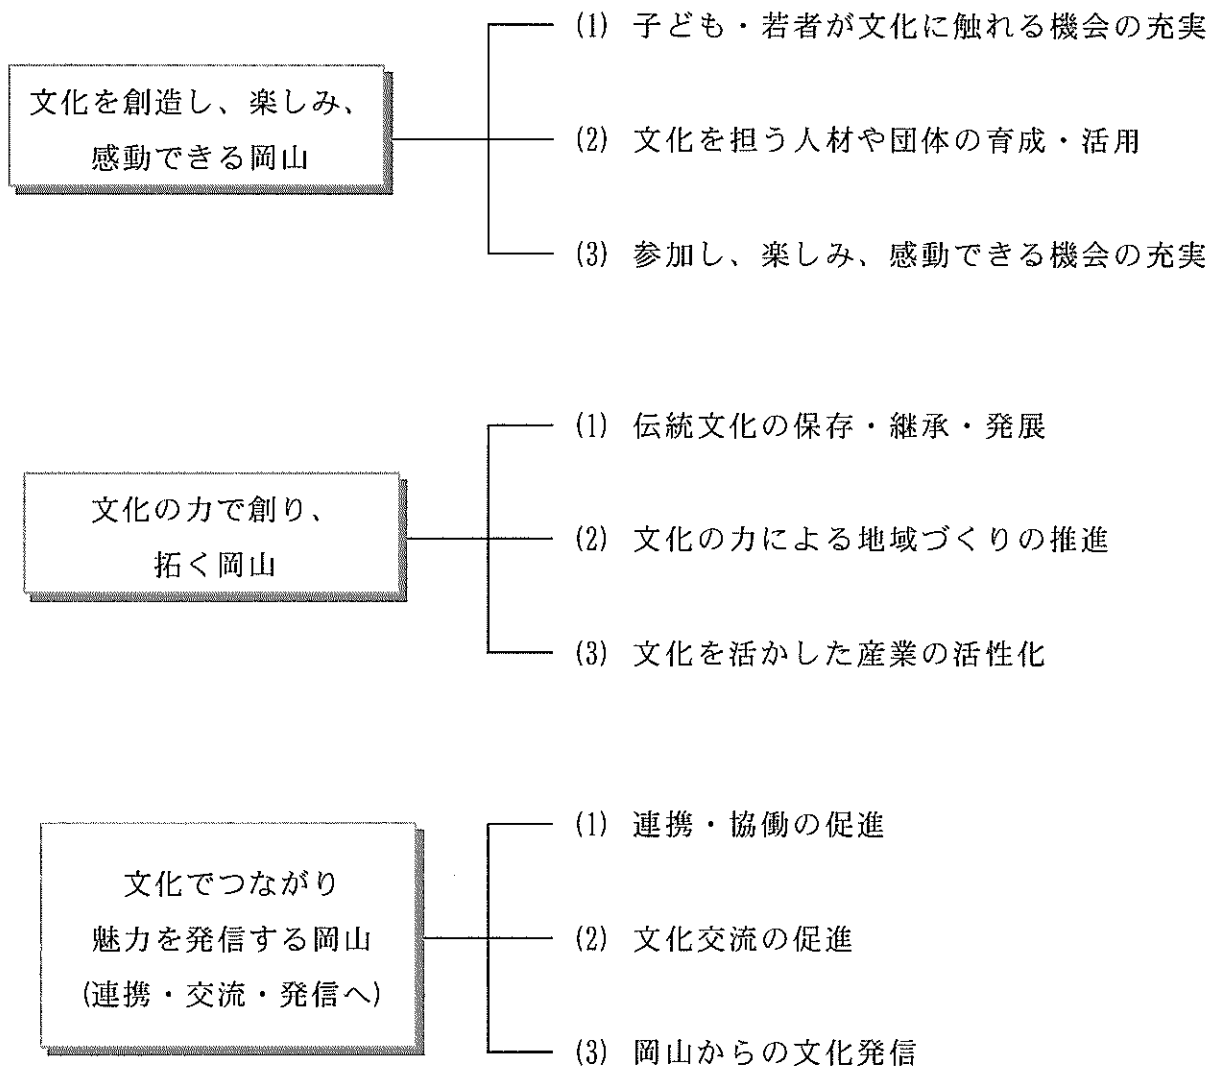 文化を創造し、楽しみ、
感動できる岡山
(1) 子ども・若者が文化に触れる機会の充実
(2) 文化を担う人材や団体の育成・活用
(3) 参加し、楽しみ、感動できる機会の充実
文化の力で創り、
拓く岡山
(1) 伝統文化の保存・継承・発展
(2) 文化の力による地域づくりの推進
(3) 文化を活かした産業の活性化
文化でつながり
魅力を発信する岡山
(連携・交流・発信へ)
(1) 連携・協働の促進
(2) 文化交流の促進
(3) 岡山からの文化発信